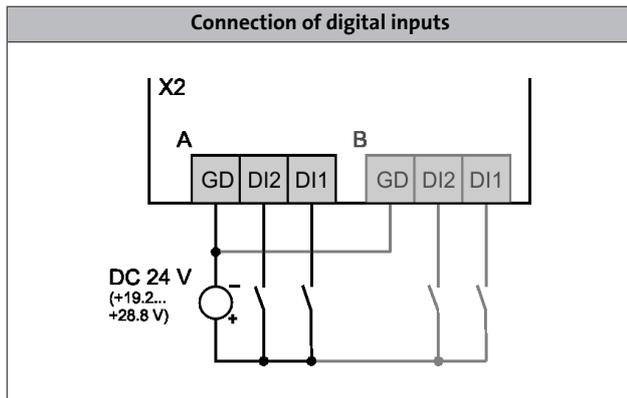 Connection of digital inputs
X2
A B
GD DI2 DI1 GD DI2 DI1
DC 24 V
(+19.2...
+28.8 V)
–
+